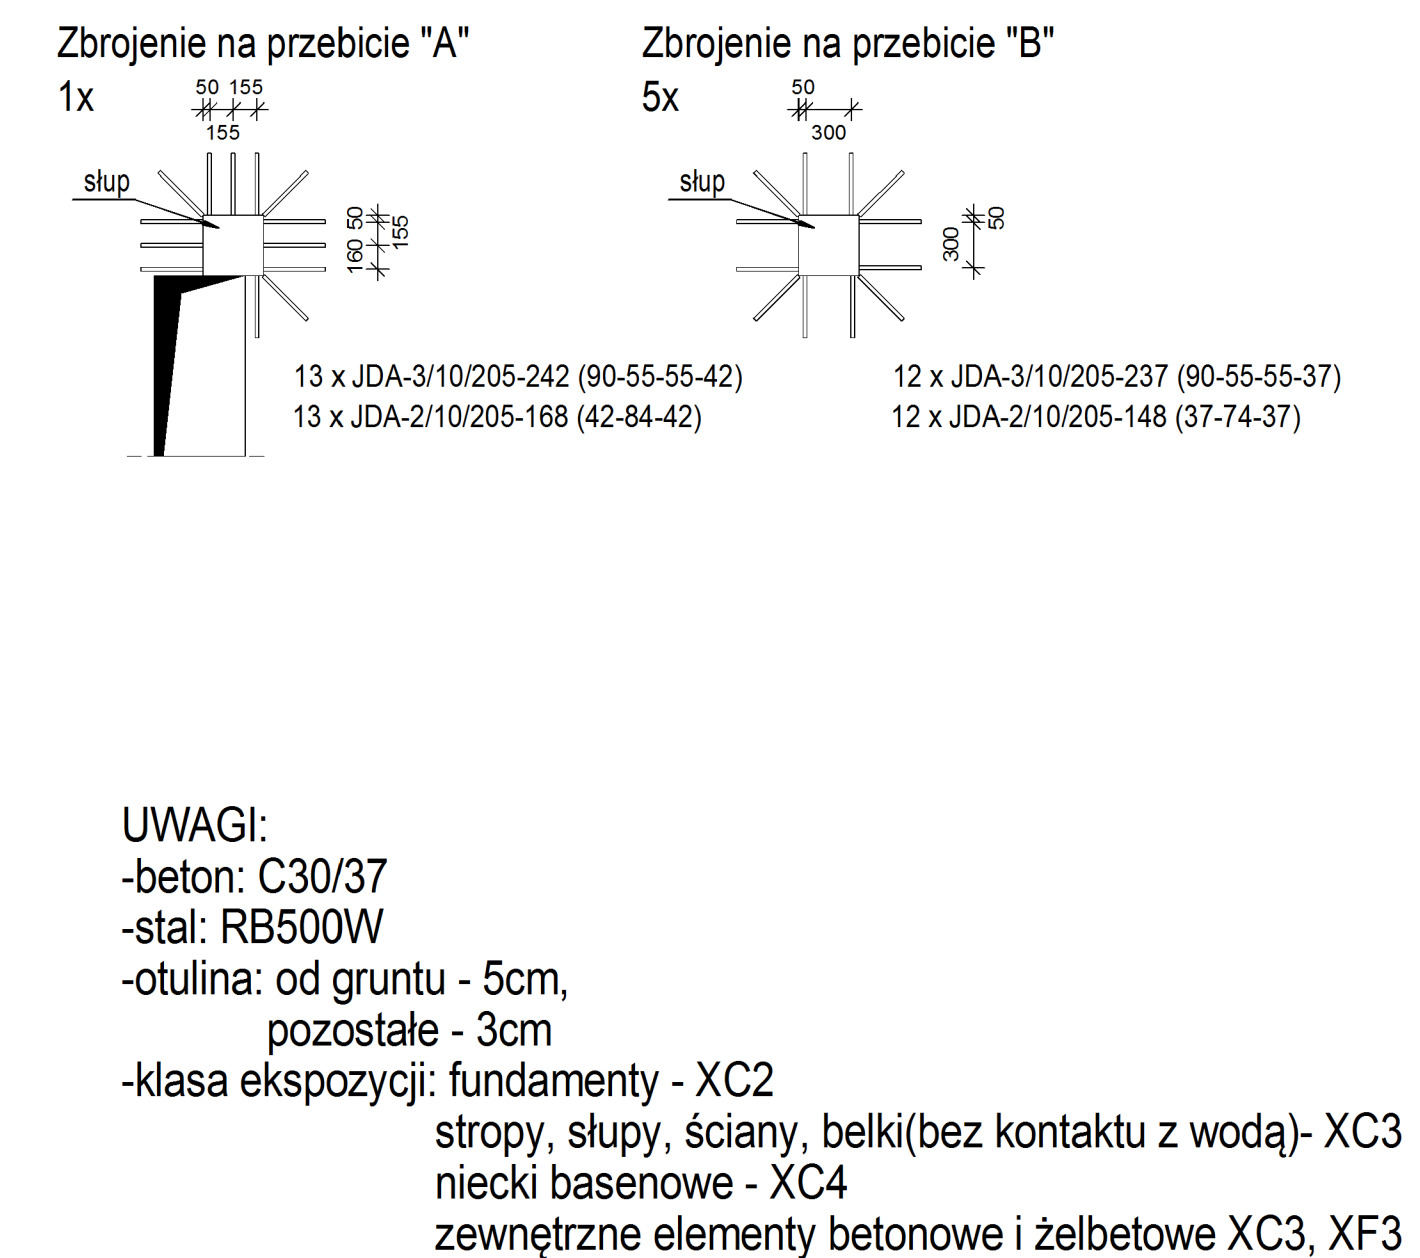 Zbrojenie na przebicie "A"
1x
50 155
155
słup
50
155
160
13 x JDA-3/10/205-242 (90-55-55-42)
13 x JDA-2/10/205-168 (42-84-42)
Zbrojenie na przebicie "B"
5x
50
300
słup
50
300
12 x JDA-3/10/205-237 (90-55-55-37)
12 x JDA-2/10/205-148 (37-74-37)
UWAGI:
-beton: C30/37
-stal: RB500W
-otulina: od gruntu - 5cm,
pozostałe - 3cm
-klasa ekspozycji: fundamenty - XC2
stropy, słupy, ściany, belki(bez kontaktu z wodą)- XC3
niecki basenowe - XC4
zewnętrzne elementy betonowe i żelbetowe XC3, XF3